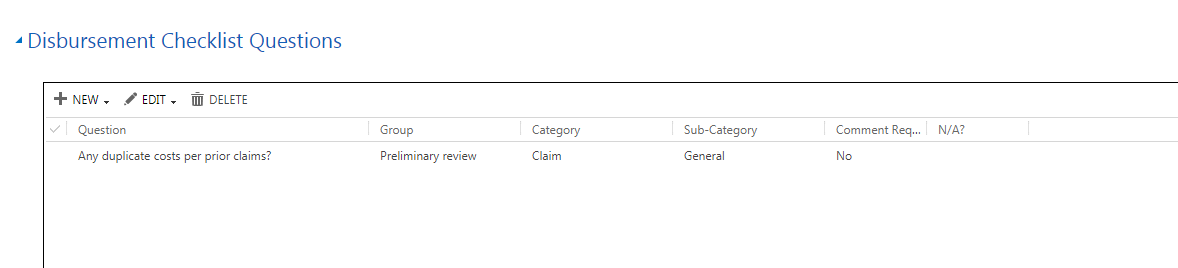 Disbursement Checklist Questions
NEW EDIT DELETE
Question Group Category Sub-Category Comment Req... N/A?
Any duplicate costs per prior claims? Preliminary review Claim General No